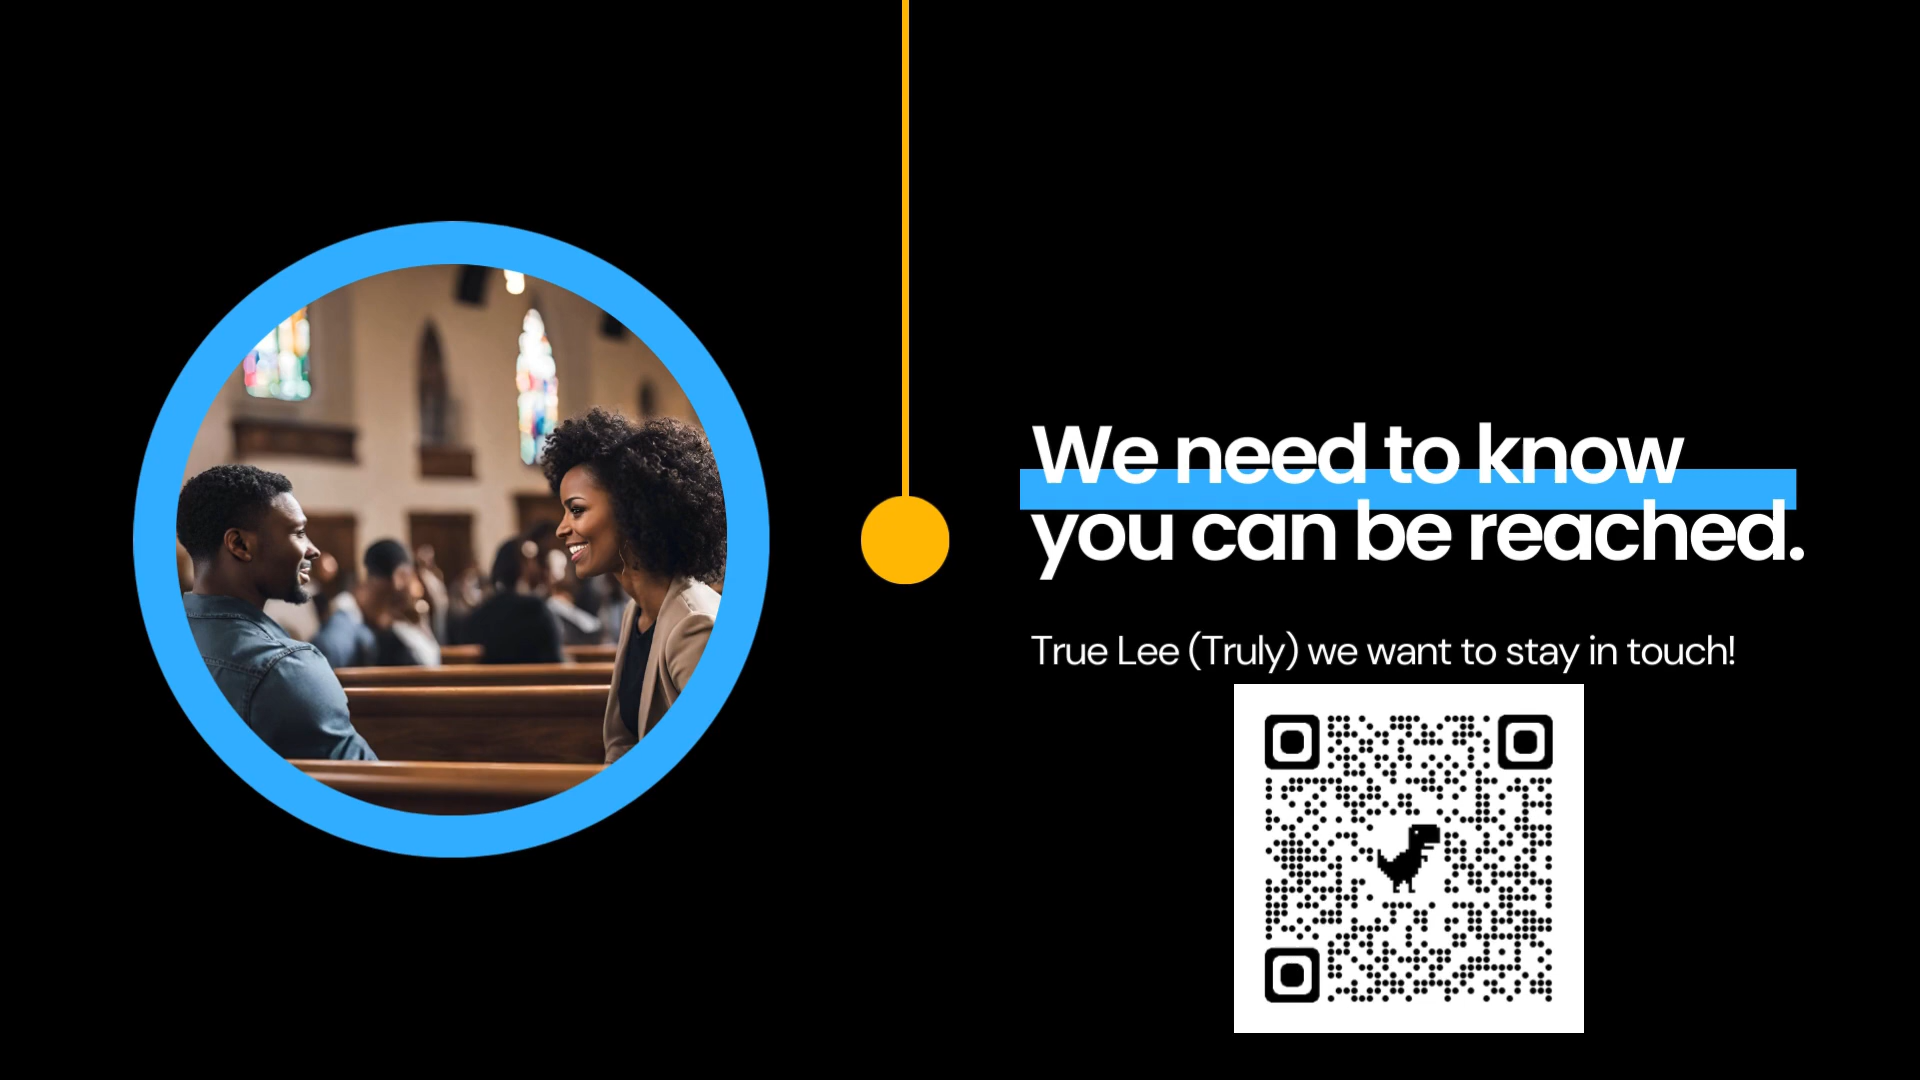 We need to know
you can be reached.
True Lee (Truly) we want to stay in touch!